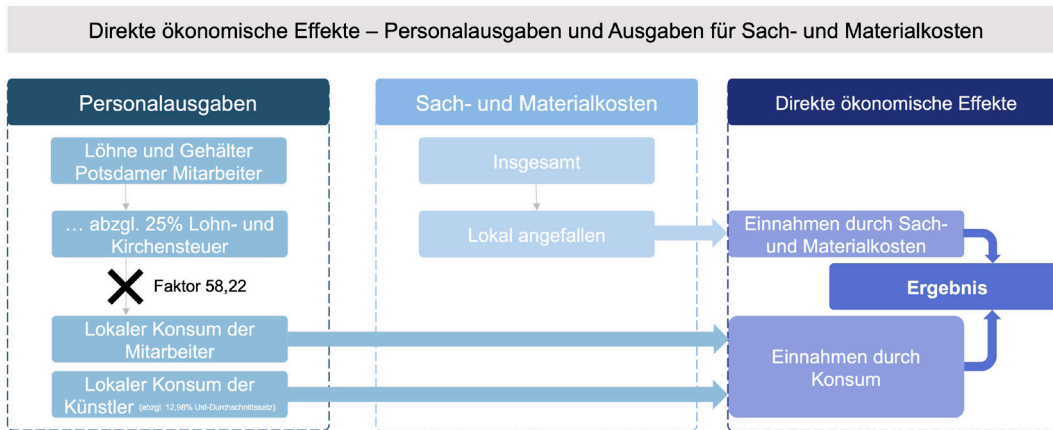 Direkte ökonomische Effekte – Personalausgaben und Ausgaben für Sach- und Materialkosten
Personalausgaben
Löhne und Gehälter
Potsdamer Mitarbeiter
... abzgl. 25% Lohn- und
Kirchensteuer
Faktor 58,22
Lokaler Konsum der
Mitarbeiter
Lokaler Konsum der
Künstler (abzgl. 12,98% Ust-Durchschnittssatz)
Sach- und Materialkosten
Insgesamt
Lokal angefallen
Direkte ökonomische Effekte
Einnahmen durch Sach-
und Materialkosten
Ergebnis
Einnahmen durch
Konsum